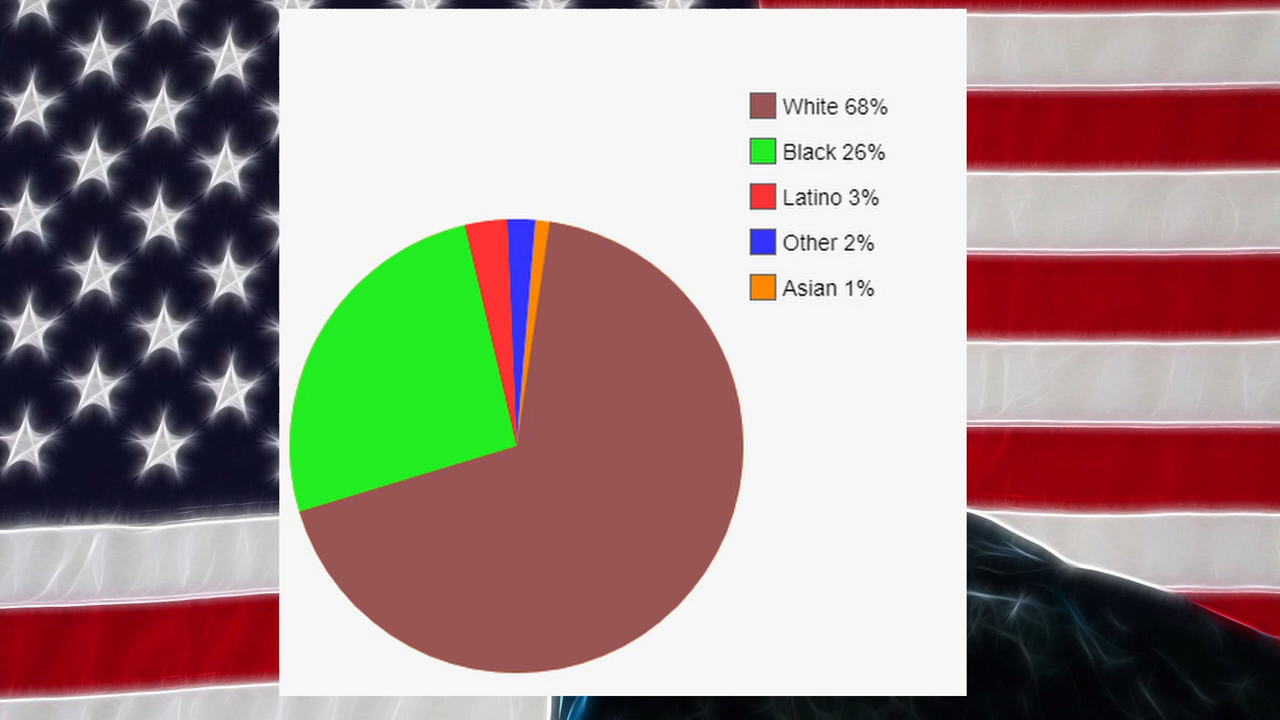 White 68%
Black 26%
Latino 3%
Other 2%
Asian 1%